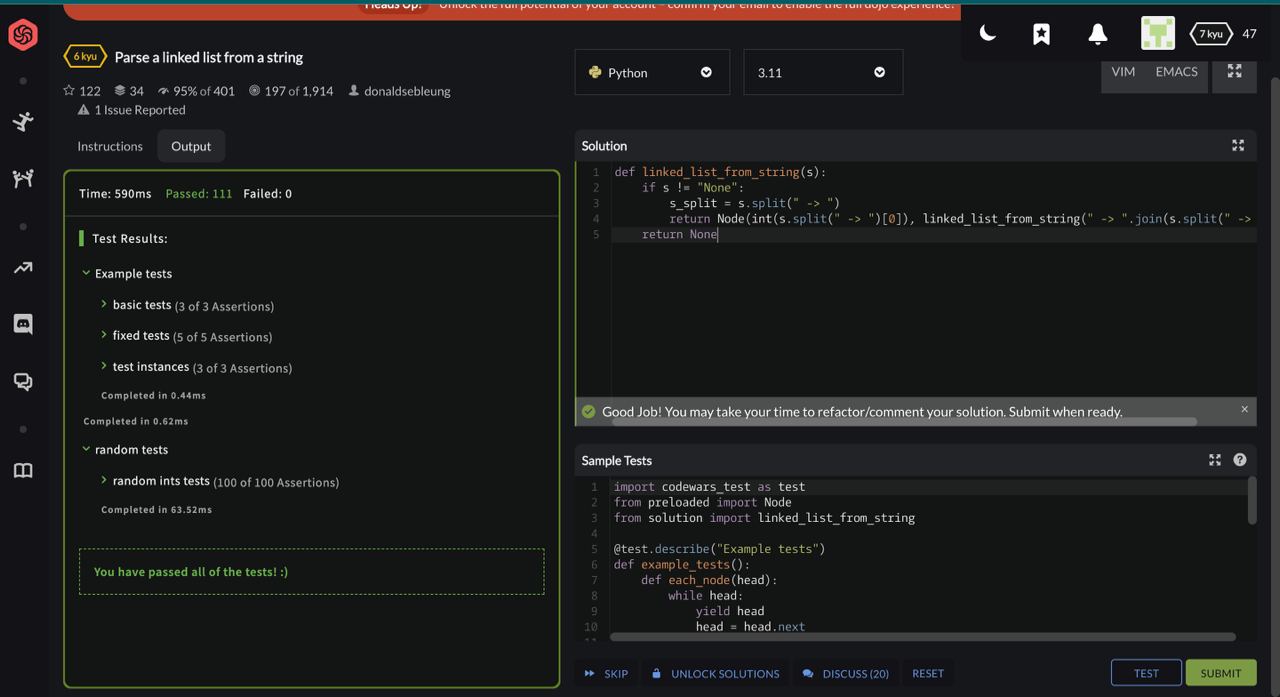 Heads Up! Unlock the full potential of your account – confirm your email to enable the full dojo experience!
7 kyu 47
6 kyu Parse a linked list from a string
122 34 95% of 401 197 of 1,914 donaldsebleung
1 Issue Reported
Python 3.11 VIM EMACS
Instructions Output
Time: 590ms Passed: 111 Failed: 0
Test Results:
Example tests
basic tests (3 of 3 Assertions)
fixed tests (5 of 5 Assertions)
test instances (3 of 3 Assertions)
Completed in 0.44ms
Completed in 0.62ms
random tests
random ints tests (100 of 100 Assertions)
Completed in 63.52ms
You have passed all of the tests! :)
Solution
1 def linked_list_from_string(s):
2 if s != "None":
3 s_split = s.split(" -> ")
4 return Node(int(s.split(" -> ")[0]), linked_list_from_string(" -> ".join(s.split(" ->
5 return None
Good Job! You may take your time to refactor/comment your solution. Submit when ready. ×
Sample Tests
1 import codewars_test as test
2 from preloaded import Node
3 from solution import linked_list_from_string
4
5 @test.describe("Example tests")
6 def example_tests():
7 def each_node(head):
8 while head:
9 yield head
10 head = head.next
11
SKIP UNLOCK SOLUTIONS DISCUSS (20) RESET TEST SUBMIT